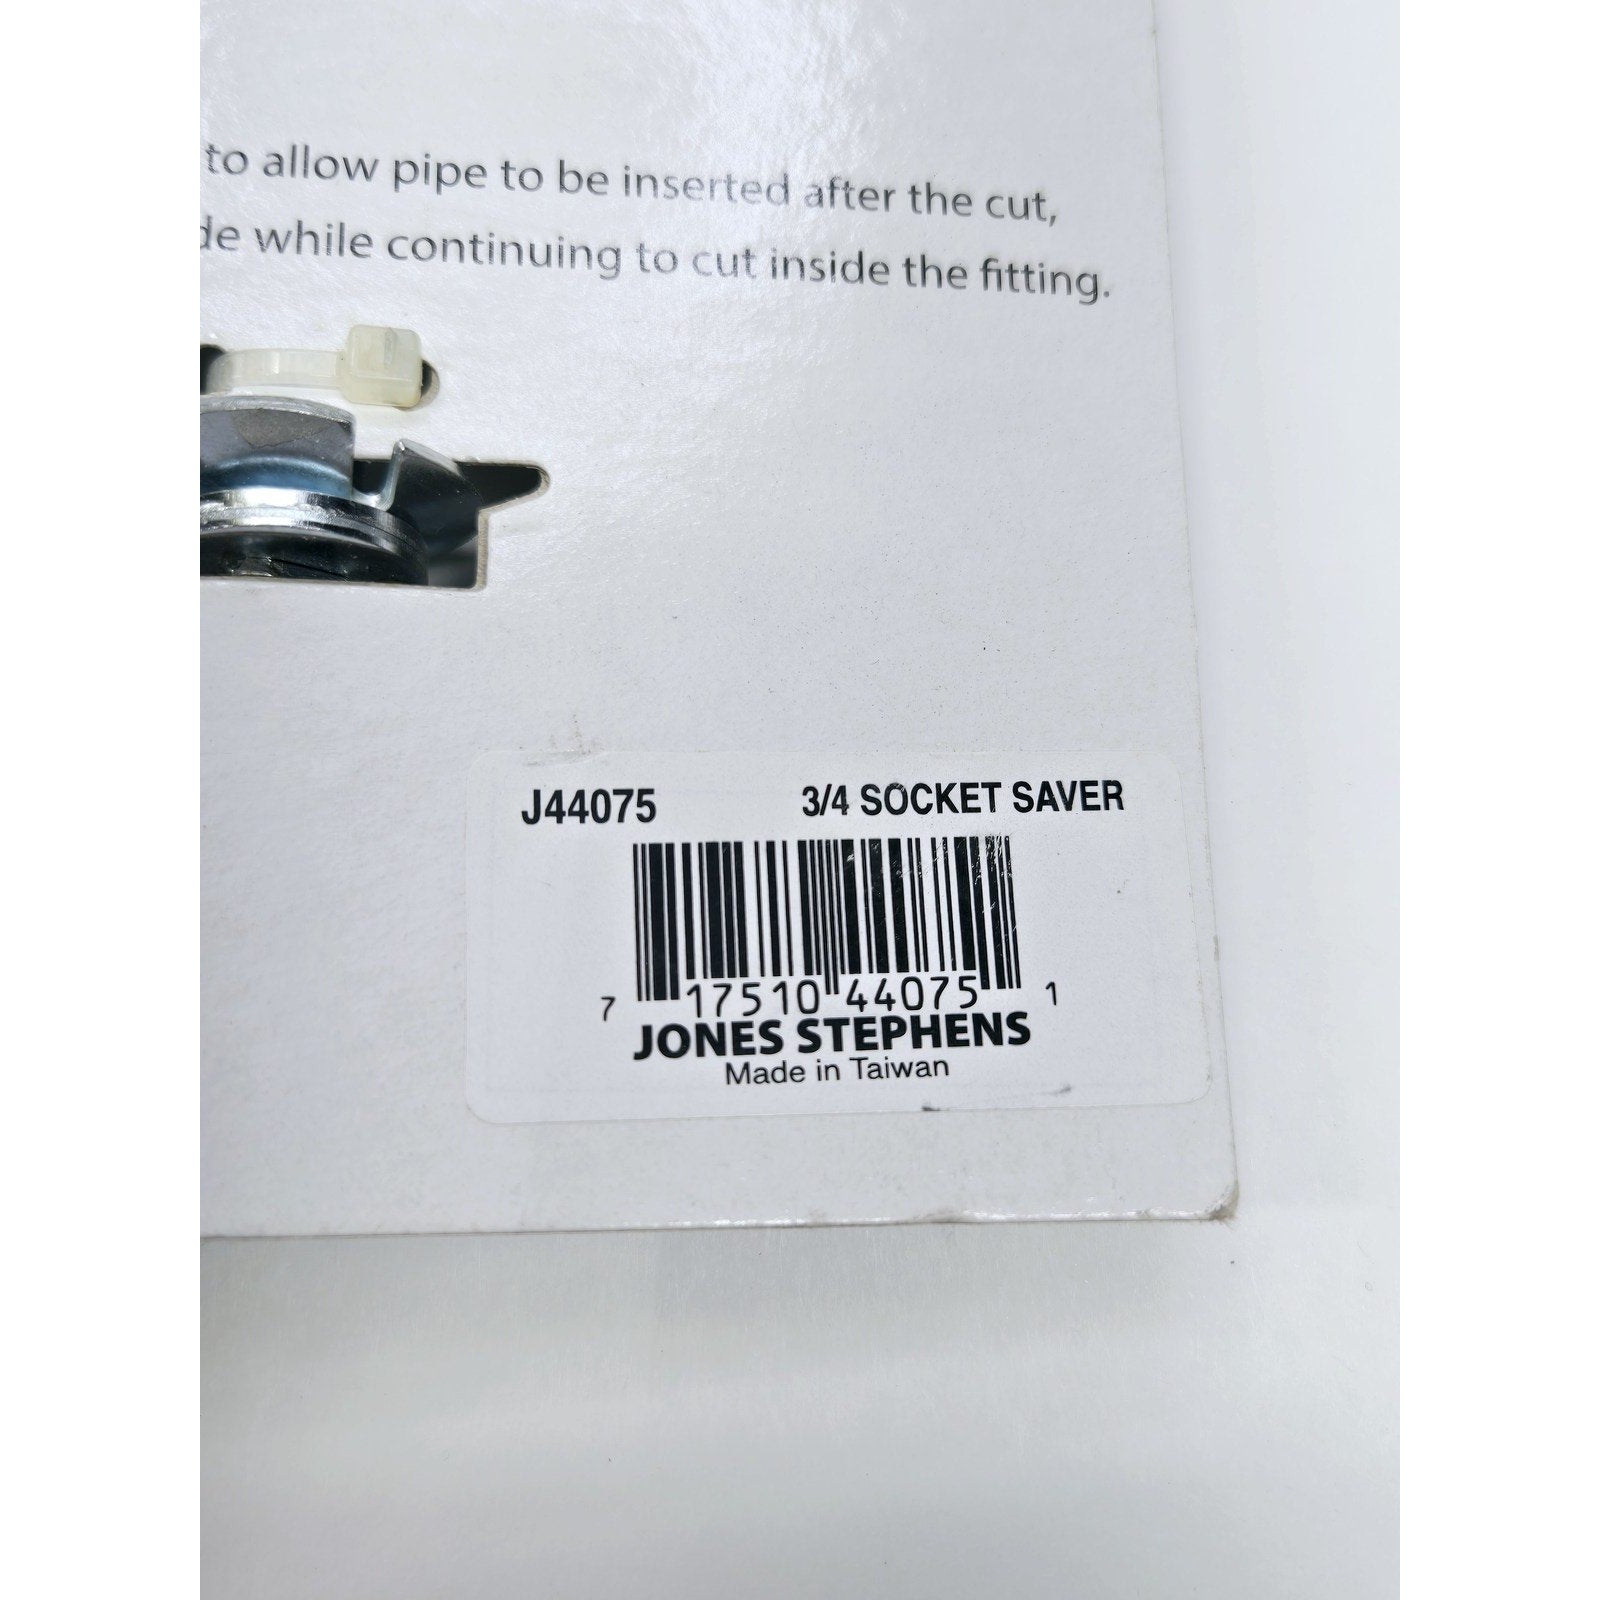 to allow pipe to be inserted after the cut,
while continuing to cut inside the fitting.
J44075 3/4 SOCKET SAVER
7 17510 44075 1
JONES STEPHENS
Made in Taiwan